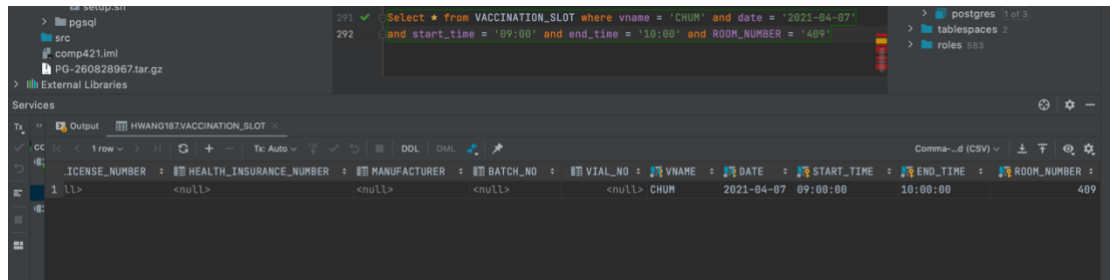 setup.sh
pgsql
src
comp421.iml
PG-260828967.tar.gz
External Libraries
291 Select * from VACCINATION_SLOT where vname = 'CHUM' and date = '2021-04-07'
292 and start_time = '09:00' and end_time = '10:00' and ROOM_NUMBER = '409'
postgres 1 of 3
tablespaces 2
roles 583
Services
Tx Output HWANG187.VACCINATION_SLOT
CC 1 row Tx: Auto DDL DML Comma-...d (CSV)
.ICENSE_NUMBER HEALTH_INSURANCE_NUMBER MANUFACTURER BATCH_NO VIAL_NO VNAME DATE START_TIME END_TIME ROOM_NUMBER
1 ll> <null> <null> <null> <null> CHUM 2021-04-07 09:00:00 10:00:00 409